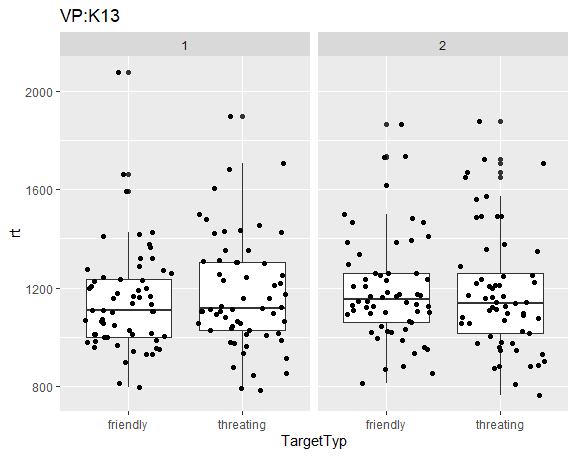 VP:K13
1
2
rt
2000
1600
1200
800
friendly
threating
friendly
threating
TargetTyp